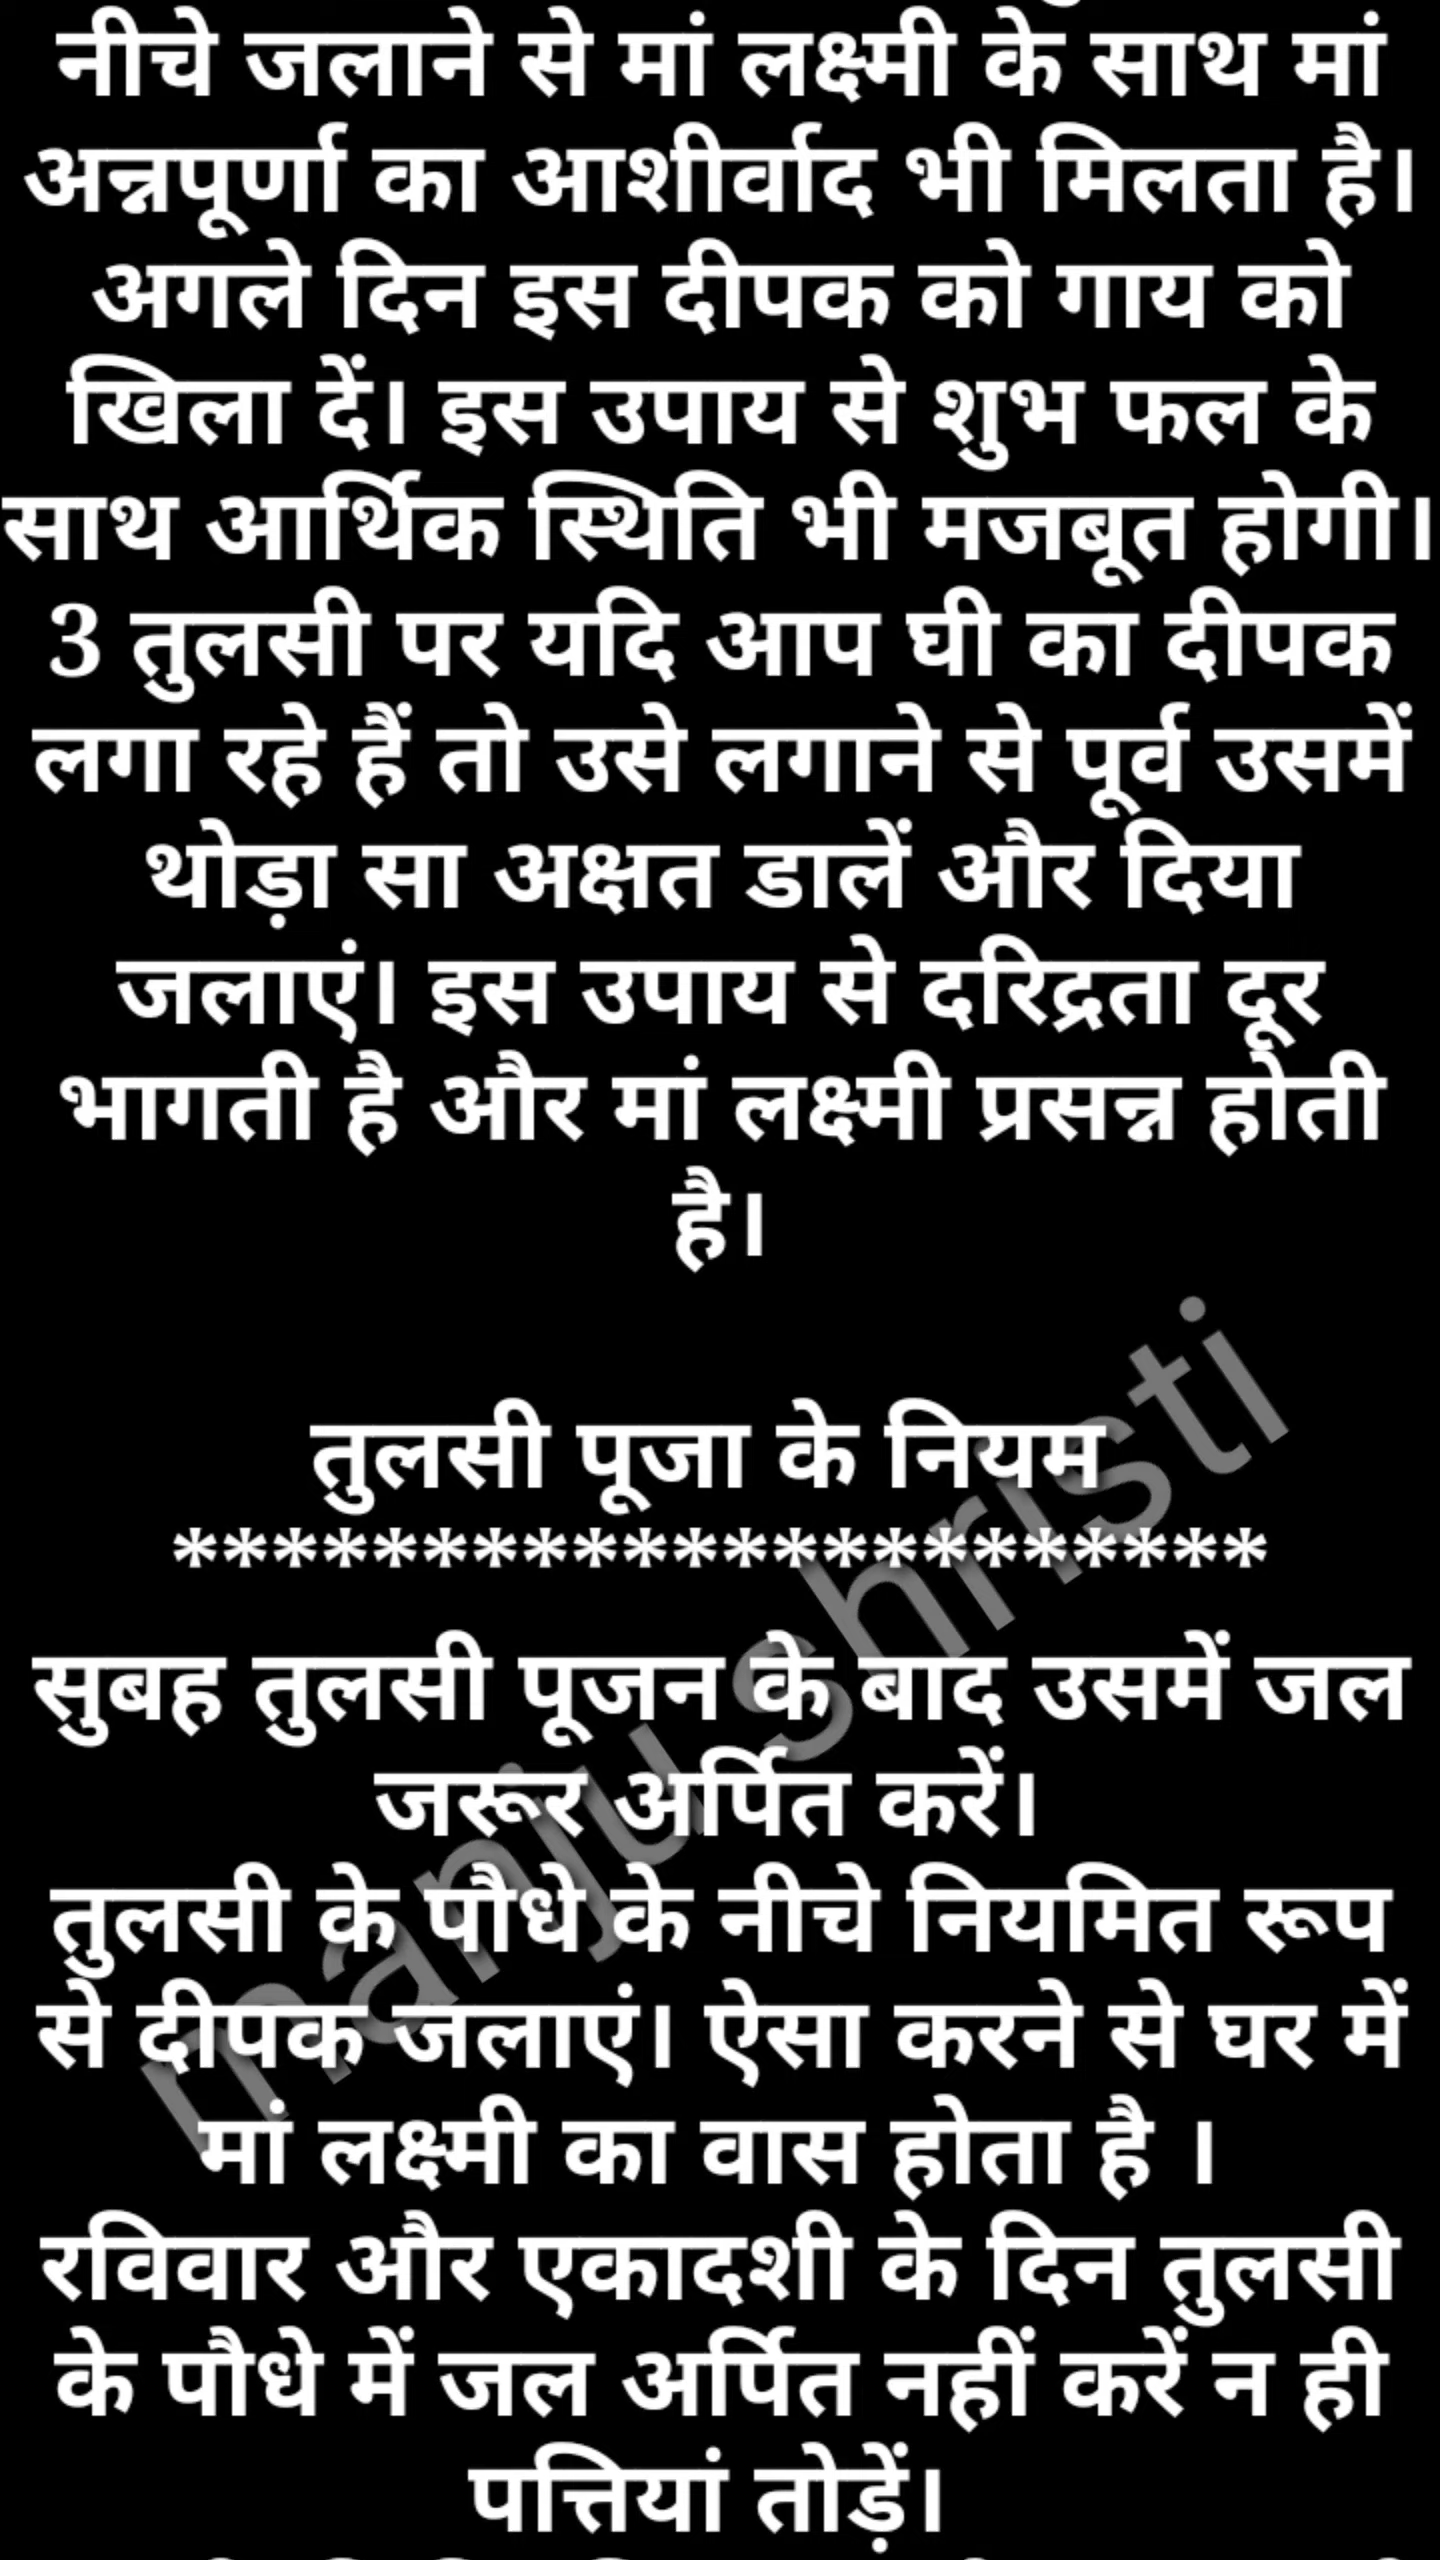 नीचे जलाने से मां लक्ष्मी के साथ मां
अन्नपूर्णा का आशीर्वाद भी मिलता है।
अगले दिन इस दीपक को गाय को
खिला दें। इस उपाय से शुभ फल के
साथ आर्थिक स्थिति भी मजबूत होगी।
3 तुलसी पर यदि आप घी का दीपक
लगा रहे हैं तो उसे लगाने से पूर्व उसमें
थोड़ा सा अक्षत डालें और दिया
जलाएं। इस उपाय से दरिद्रता दूर
भागती है और मां लक्ष्मी प्रसन्न होती
है।
तुलसी पूजा के नियम
**********************
सुबह तुलसी पूजन के बाद उसमें जल
जरूर अर्पित करें।
तुलसी के पौधे के नीचे नियमित रूप
से दीपक जलाएं। ऐसा करने से घर में
मां लक्ष्मी का वास होता है ।
रविवार और एकादशी के दिन तुलसी
के पौधे में जल अर्पित नहीं करें न ही
पत्तियां तोड़ें।
manju shristi